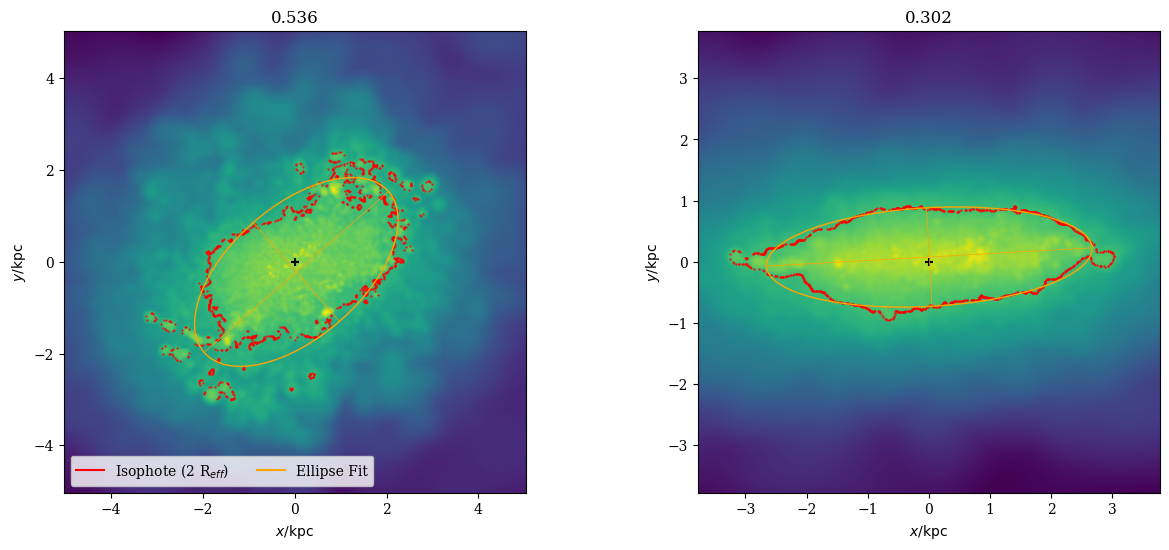 0.536
4
2
0
−2
−4
y/kpc
−4 −2 0 2 4
x/kpc
Isophote (2 R_eff)
Ellipse Fit
0.302
3
2
1
0
−1
−2
−3
y/kpc
−3 −2 −1 0 1 2 3
x/kpc